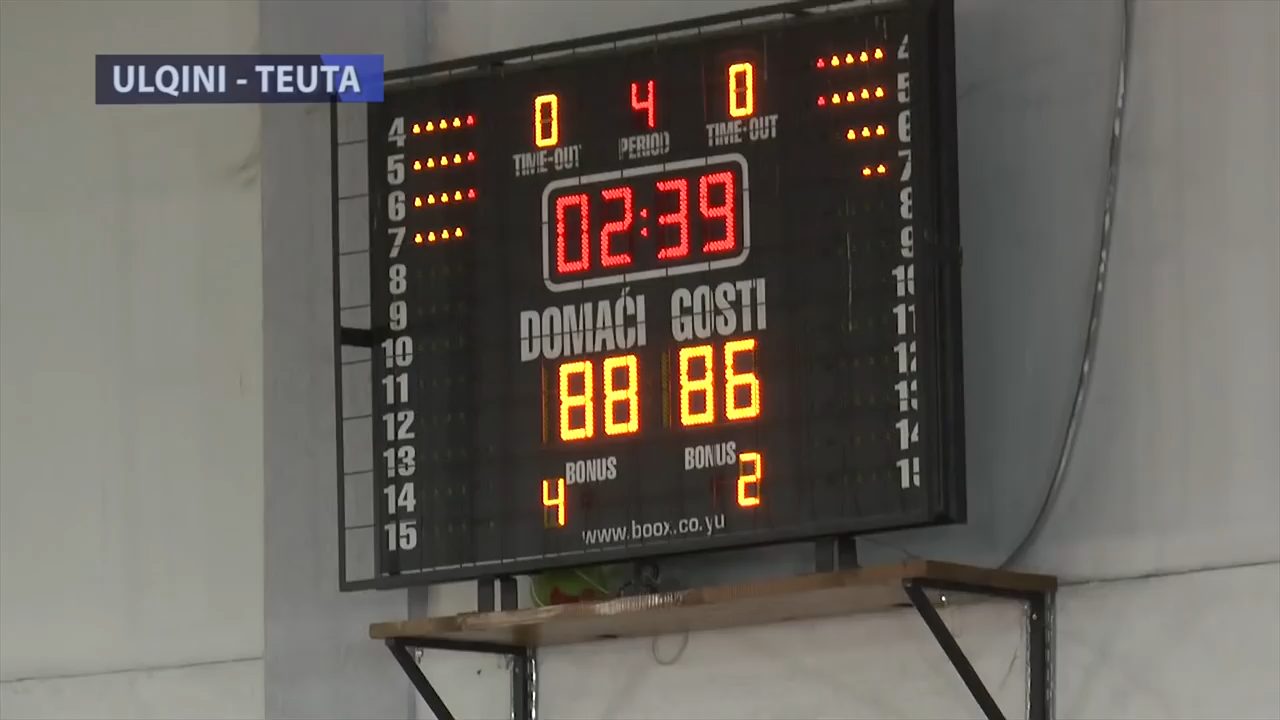 ULQINI - TEUTA
0 4 0
TIME-OUT PERIOD TIME-OUT
02:39
DOMAĆI GOSTI
88 86
BONUS BONUS
4 2
www.boox.co.yu
4 4
5 5
6 6
7 7
8 8
9 9
10 10
11 11
12 12
13 13
14 14
15 15